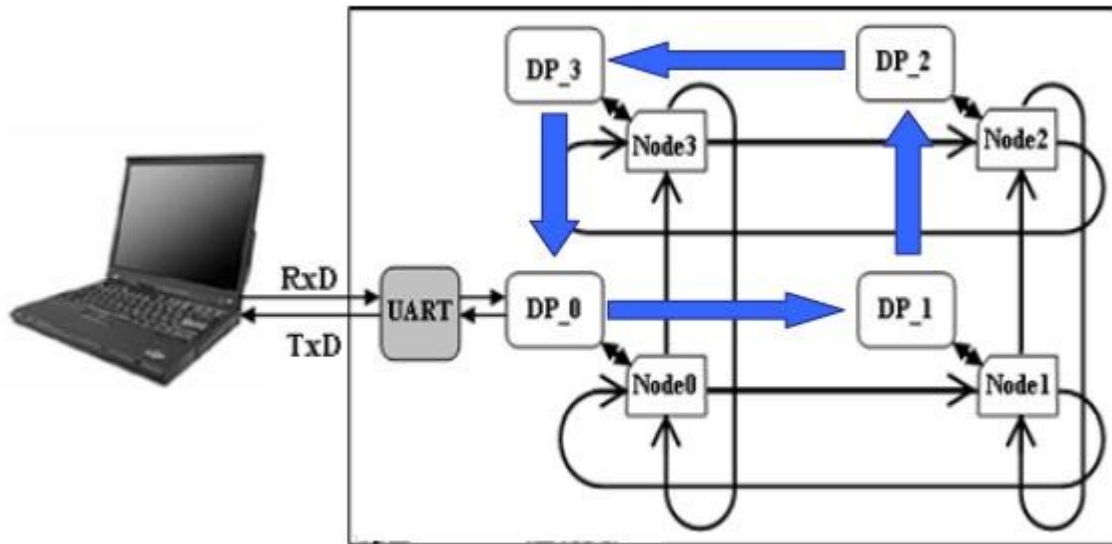 DP_3
DP_2
Node3
Node2
RxD
UART
DP_0
DP_1
TxD
Node0
Node1